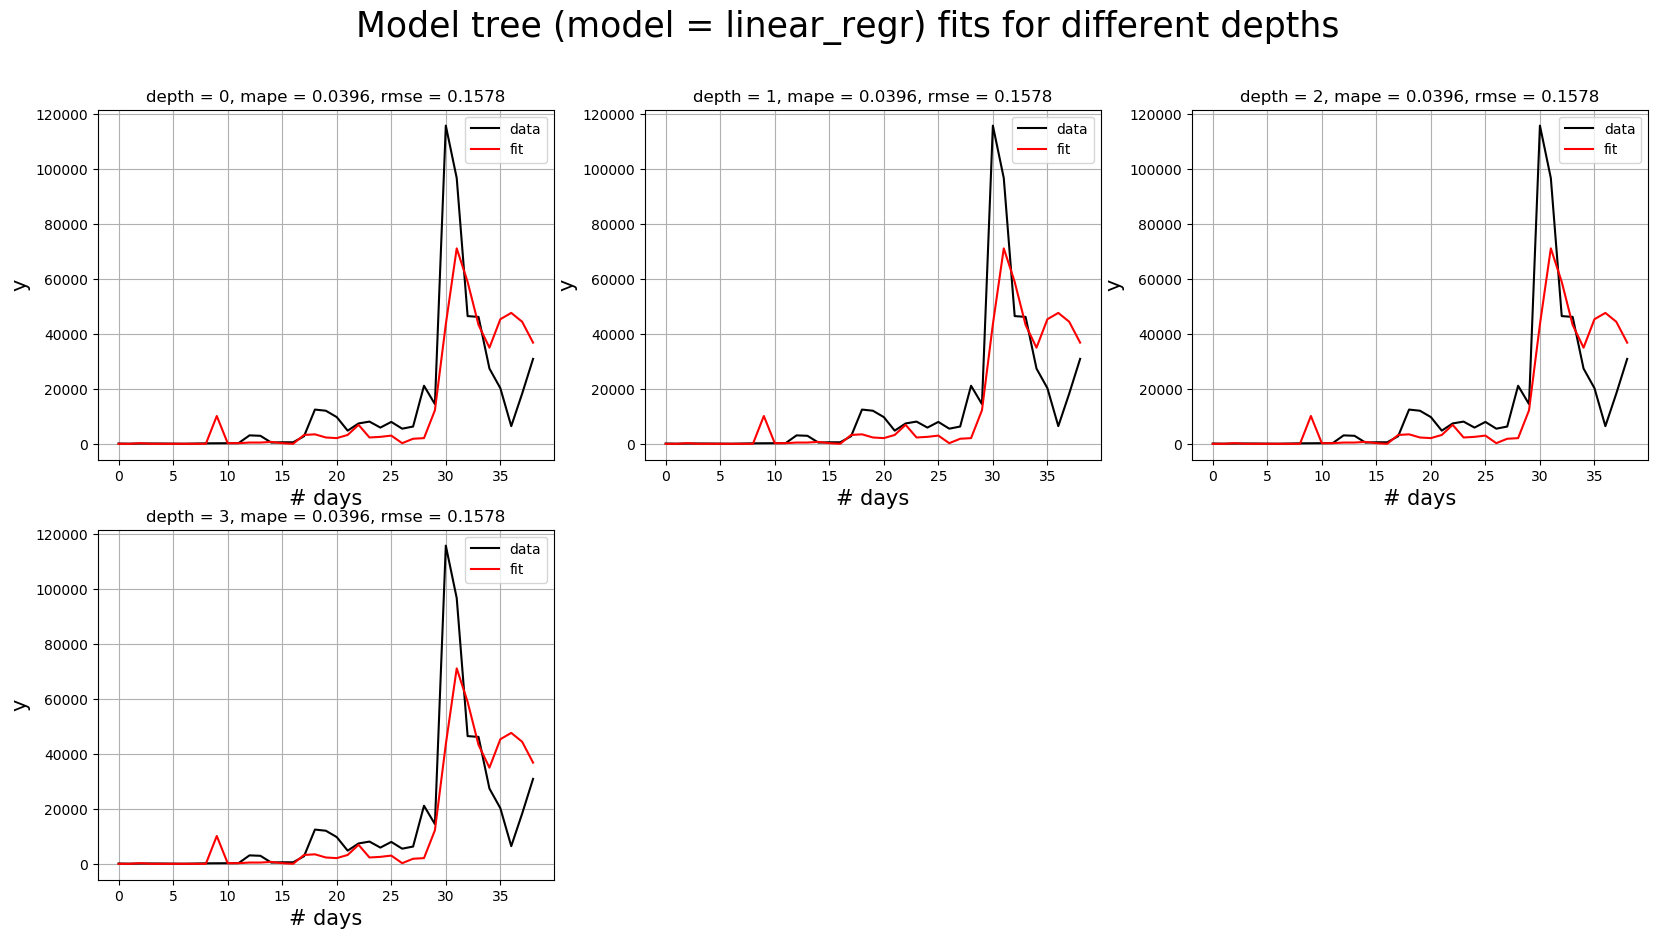 Model tree (model = linear_regr) fits for different depths
depth = 0, mape = 0.0396, rmse = 0.1578
120000
100000
80000
60000
40000
20000
0
y
data
fit
0 5 10 15 20 25 30 35
# days
depth = 1, mape = 0.0396, rmse = 0.1578
120000
100000
80000
60000
40000
20000
0
y
data
fit
0 5 10 15 20 25 30 35
# days
depth = 2, mape = 0.0396, rmse = 0.1578
120000
100000
80000
60000
40000
20000
0
y
data
fit
0 5 10 15 20 25 30 35
# days
depth = 3, mape = 0.0396, rmse = 0.1578
120000
100000
80000
60000
40000
20000
0
y
data
fit
0 5 10 15 20 25 30 35
# days